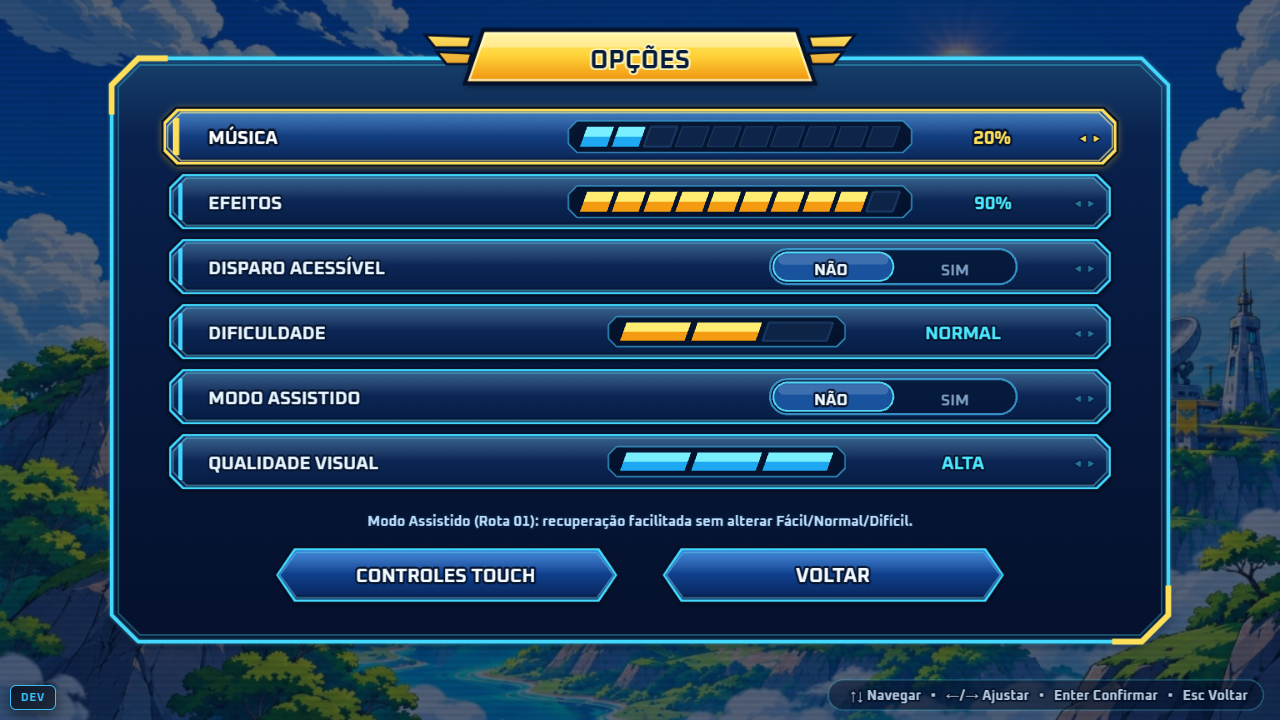 OPÇÕES
MÚSICA 20%
EFEITOS 90%
DISPARO ACESSÍVEL NÃO SIM
DIFICULDADE NORMAL
MODO ASSISTIDO NÃO SIM
QUALIDADE VISUAL ALTA
Modo Assistido (Rota 01): recuperação facilitada sem alterar Fácil/Normal/Difícil.
CONTROLES TOUCH VOLTAR
DEV ↑↓ Navegar • ←/→ Ajustar • Enter Confirmar • Esc Voltar